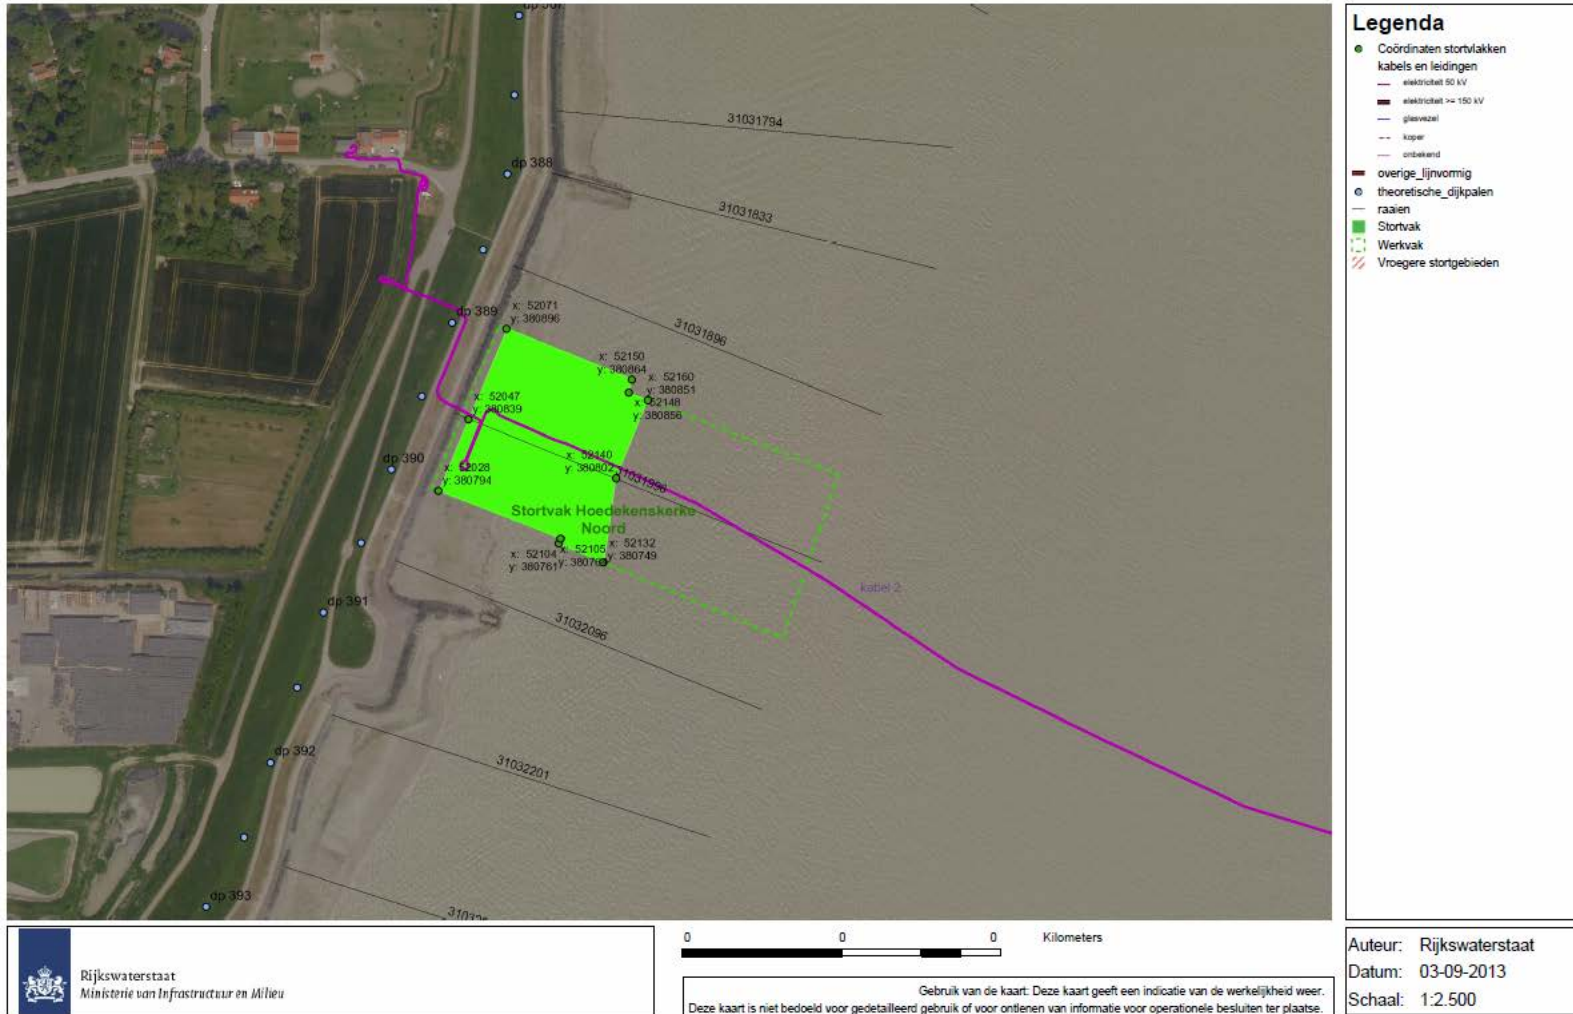 dp 388
dp 389
dp 390
dp 391
dp 392
dp 393
31031794
31031833
31031896
31031996
31032096
31032201
x: 52071
y: 380896
x: 52150
y: 380864
x: 52160
y: 380851
x: 52148
y: 380856
x: 52047
y: 380839
x: 52140
y: 380802
x: 52028
y: 380794
Stortvak Hoedekenskerke
Noord
x: 52104
y: 380761
x: 52105
x: 52132
y: 380749
kabel 2
Legenda
Coördinaten stortvlakken
kabels en leidingen
elektriciteit 50 kV
elektriciteit >= 150 kV
glasvezel
koper
onbekend
overige_lijnvormig
theoretische_dijkpalen
raaien
Stortvak
Werkvak
Vroegere stortgebieden
Rijkswaterstaat
Ministerie van Infrastructuur en Milieu
0 0 0 Kilometers
Gebruik van de kaart: Deze kaart geeft een indicatie van de werkelijkheid weer.
Deze kaart is niet bedoeld voor gedetailleerd gebruik of voor ontlenen van informatie voor operationele besluiten ter plaatse.
Auteur: Rijkswaterstaat
Datum: 03-09-2013
Schaal: 1:2.500